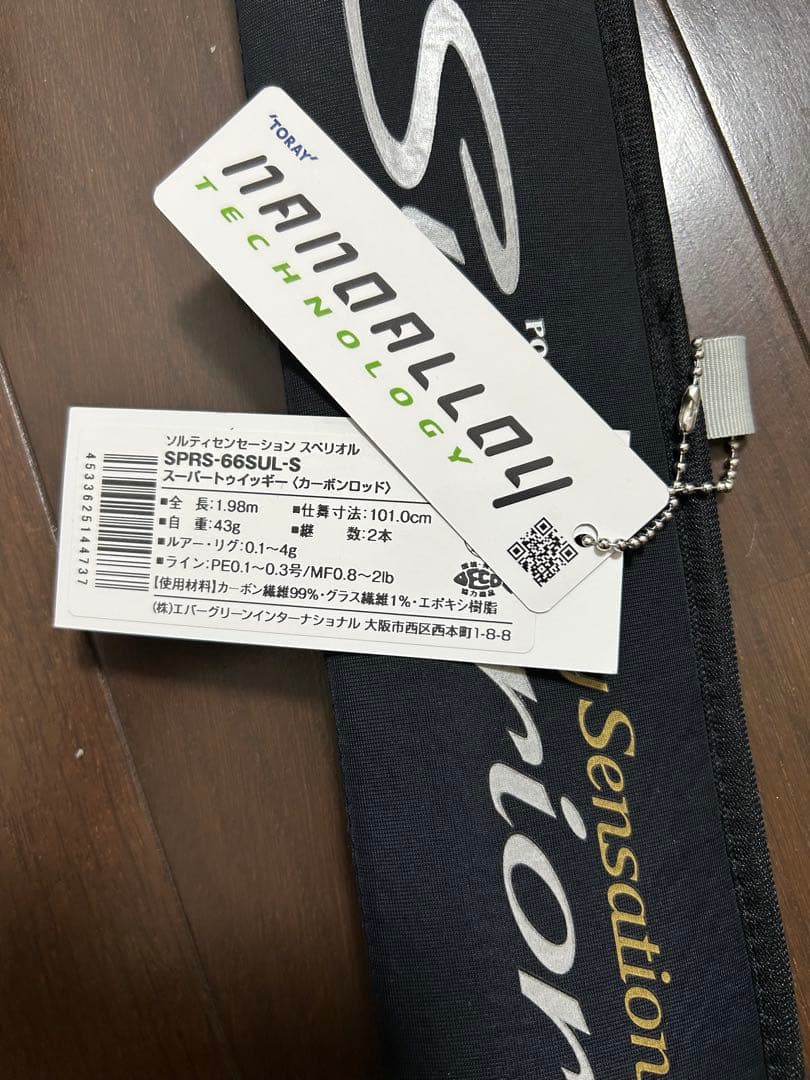 'TORAY'
nanoalloy
TECHNOLOGY
4533625144737
ソルティセンセーション スペリオル
SPRS-66SUL-S
スーパートゥイッギー〈カーボンロッド〉
■全 長:1.98m ■仕舞寸法:101.0cm
■自 重:43g ■継 数:2本
■ルアー・リグ:0.1〜4g
■ライン:PE0.1〜0.3号/MF0.8〜2lb
【使用材料】カーボン繊維99%・グラス繊維1%・エポキシ樹脂
(株)エバーグリーンインターナショナル 大阪市西区西本町1-8-8
PO
S
y Sensation
rior